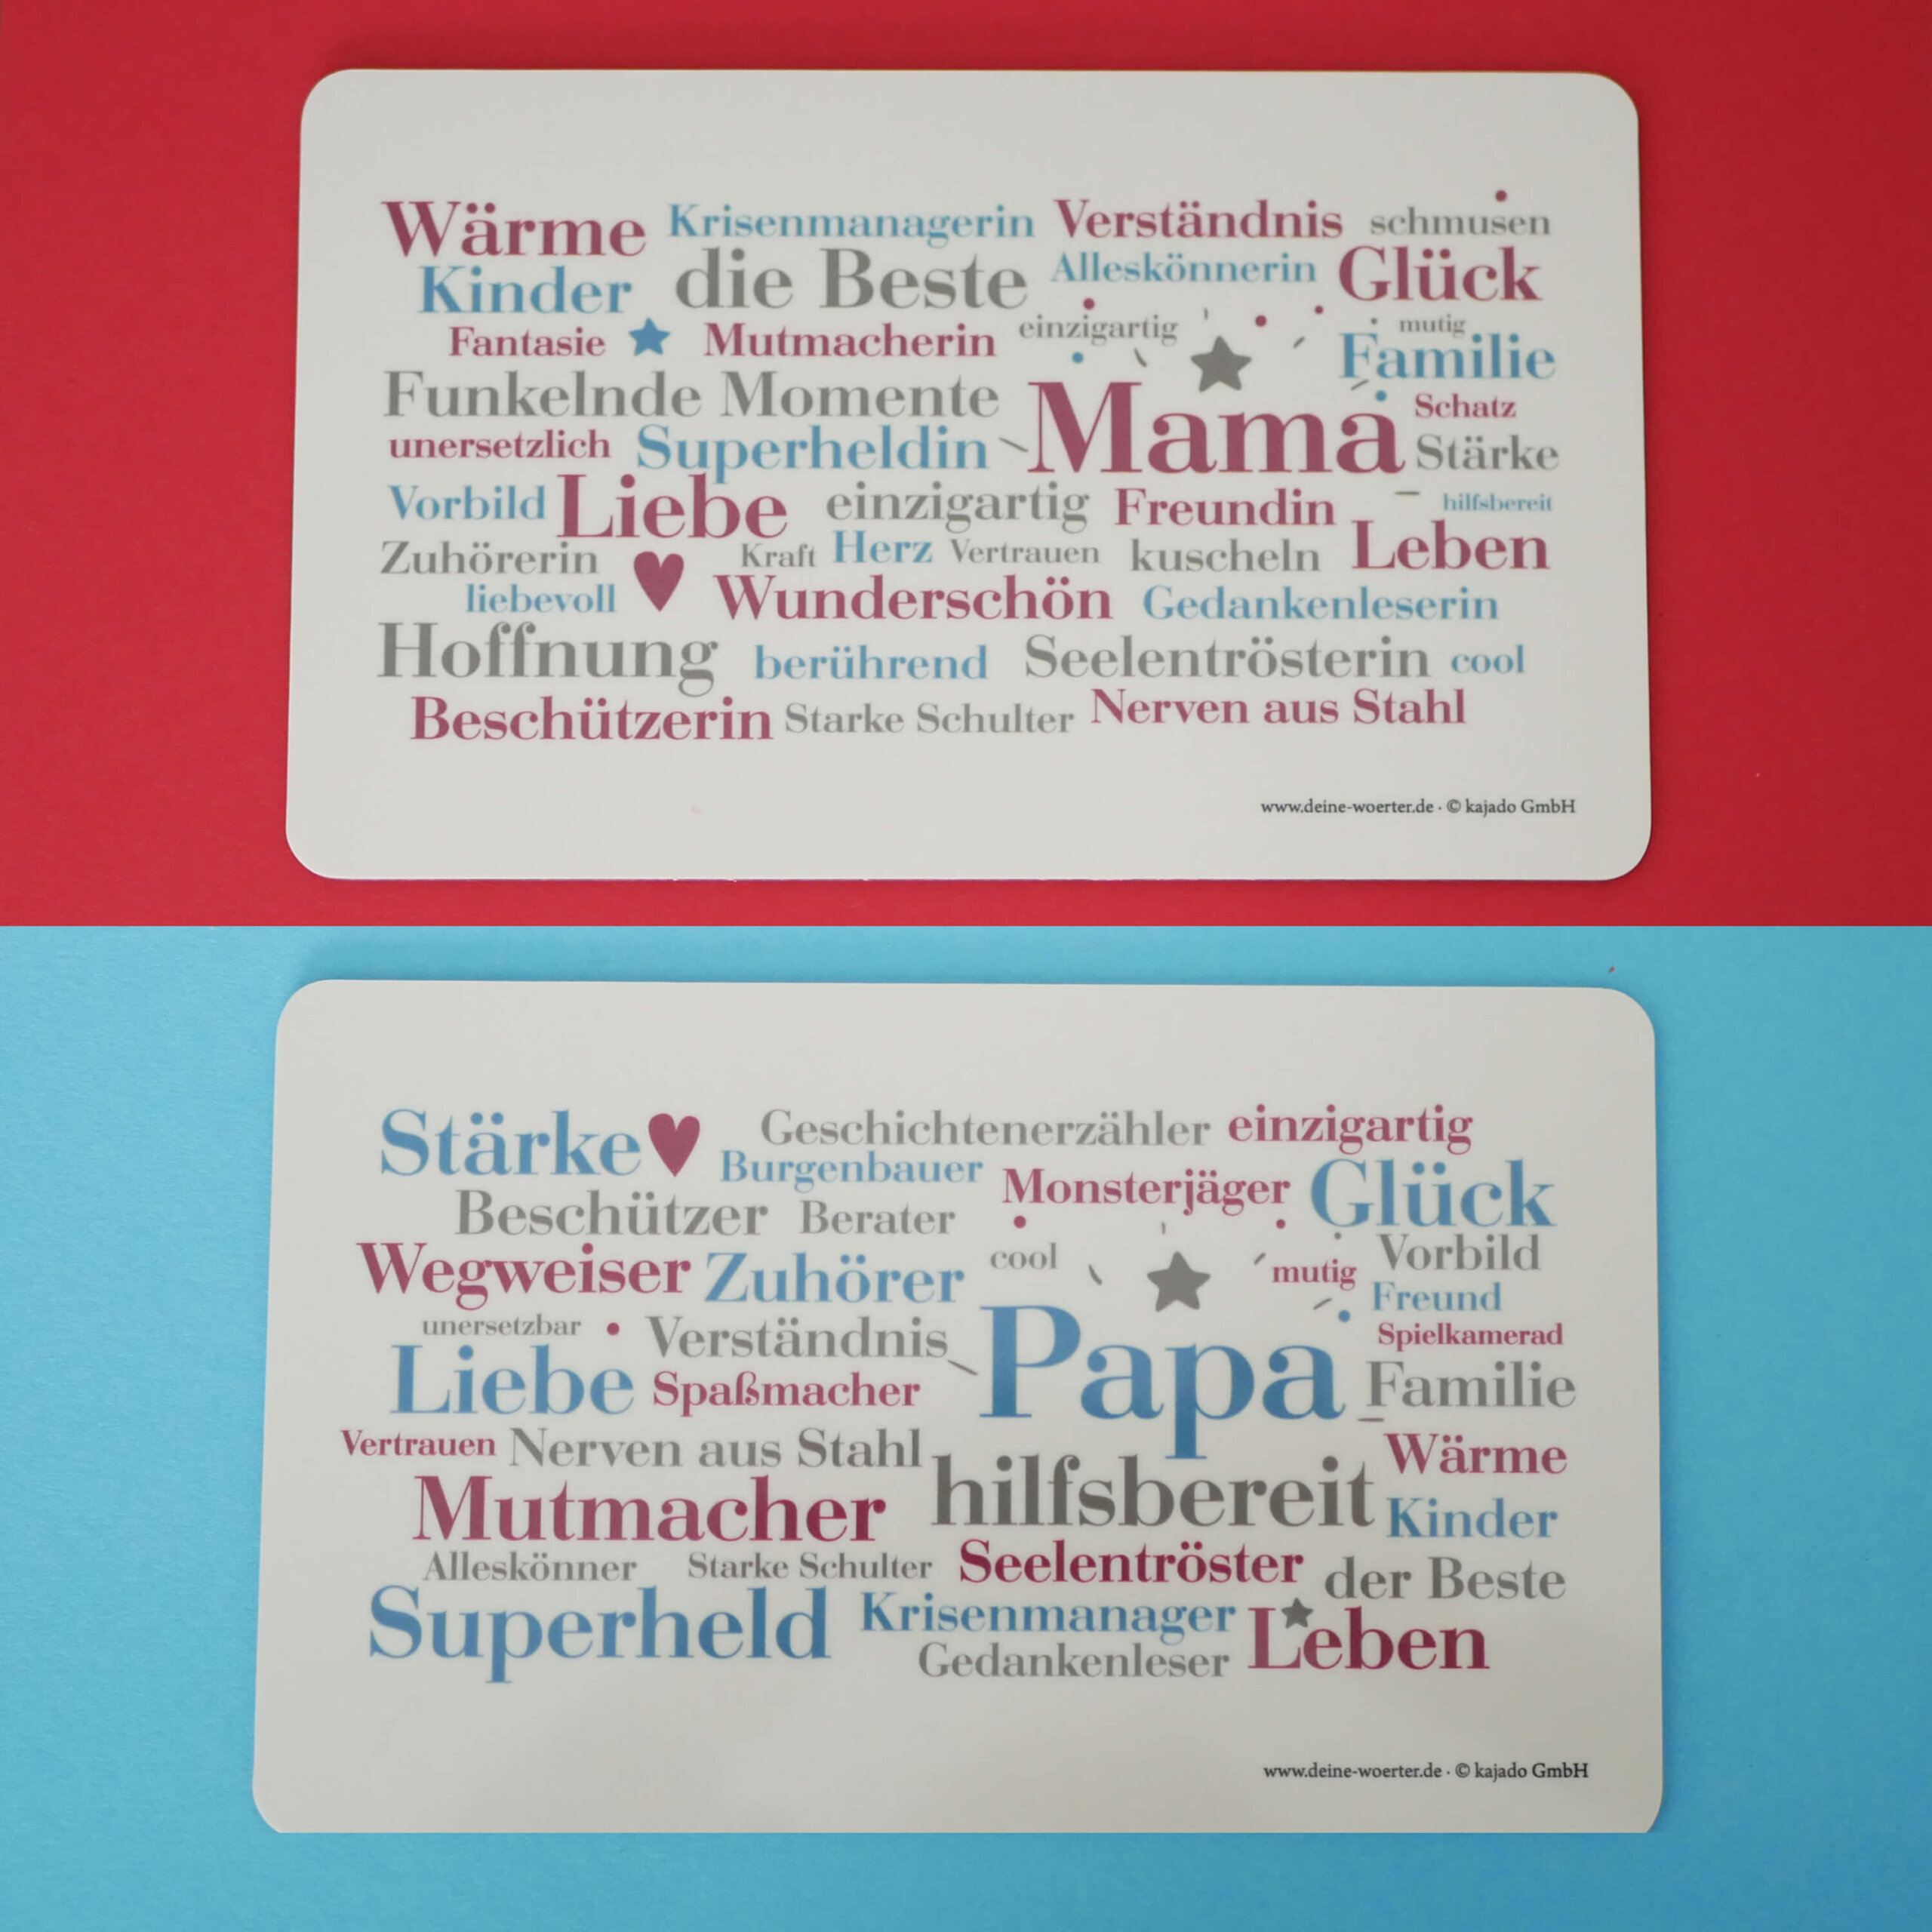 Wärme Krisenmanagerin Verständnis schmusen
Kinder die Beste Alleskönnerin Glück
Fantasie Mutmacherin einzigartig mutig
Familie
Funkelnde Momente Mama Schatz
unersetzlich Superheldin Stärke
Vorbild Liebe einzigartig Freundin hilfsbereit
Zuhörerin Kraft Herz Vertrauen kuscheln Leben
liebevoll Wunderschön Gedankenleserin
Hoffnung berührend Seelentrösterin cool
Beschützerin Starke Schulter Nerven aus Stahl
www.deine-woerter.de · © kajado GmbH
Stärke Geschichtenerzähler einzigartig
Burgenbauer Monsterjäger Glück
Beschützer Berater
Wegweiser Zuhörer cool mutig Vorbild
Freund
unersetzbar Verständnis Papa Spielkamerad
Liebe Spaßmacher Familie
Vertrauen Nerven aus Stahl Wärme
Mutmacher hilfsbereit Kinder
Alleskönner Starke Schulter Seelentröster der Beste
Superheld Krisenmanager Leben
Gedankenleser
www.deine-woerter.de · © kajado GmbH